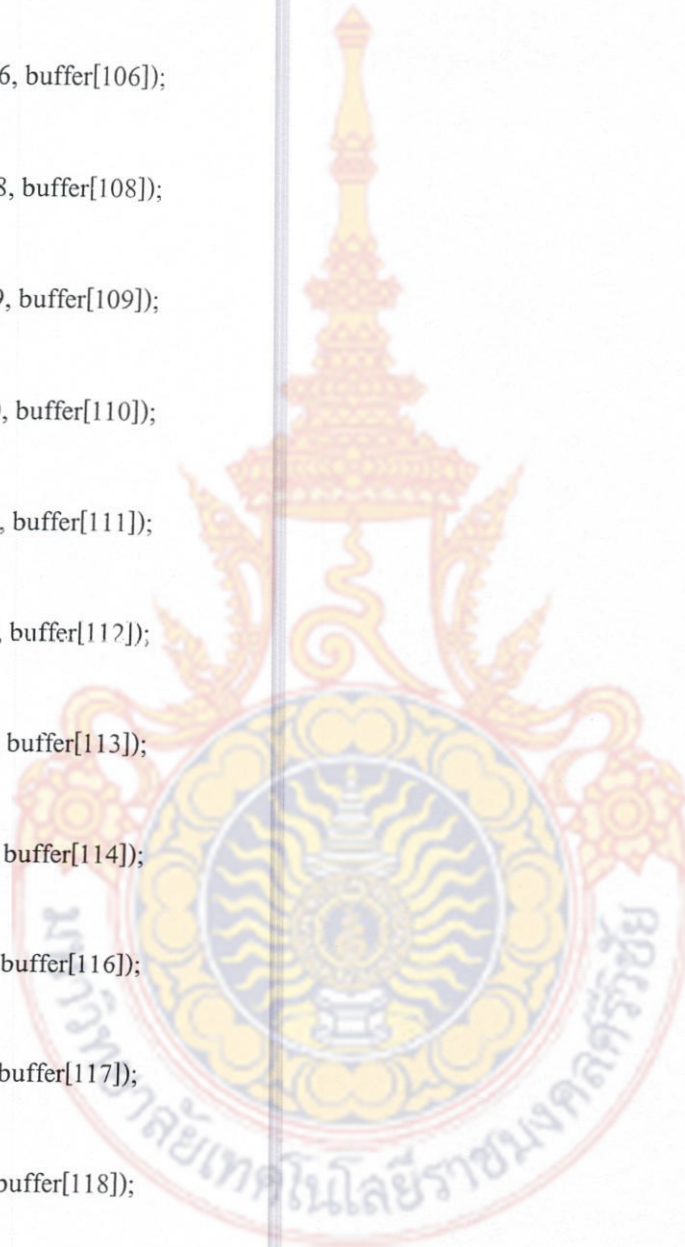 6, buffer[106]);
8, buffer[108]);
9, buffer[109]);
, buffer[110]);
, buffer[111]);
, buffer[112]);
buffer[113]);
buffer[114]);
buffer[116]);
buffer[117]);
buffer[118]);
มหาวิทยาลัยเทคโนโลยีราชมงคลศรีวิชัย